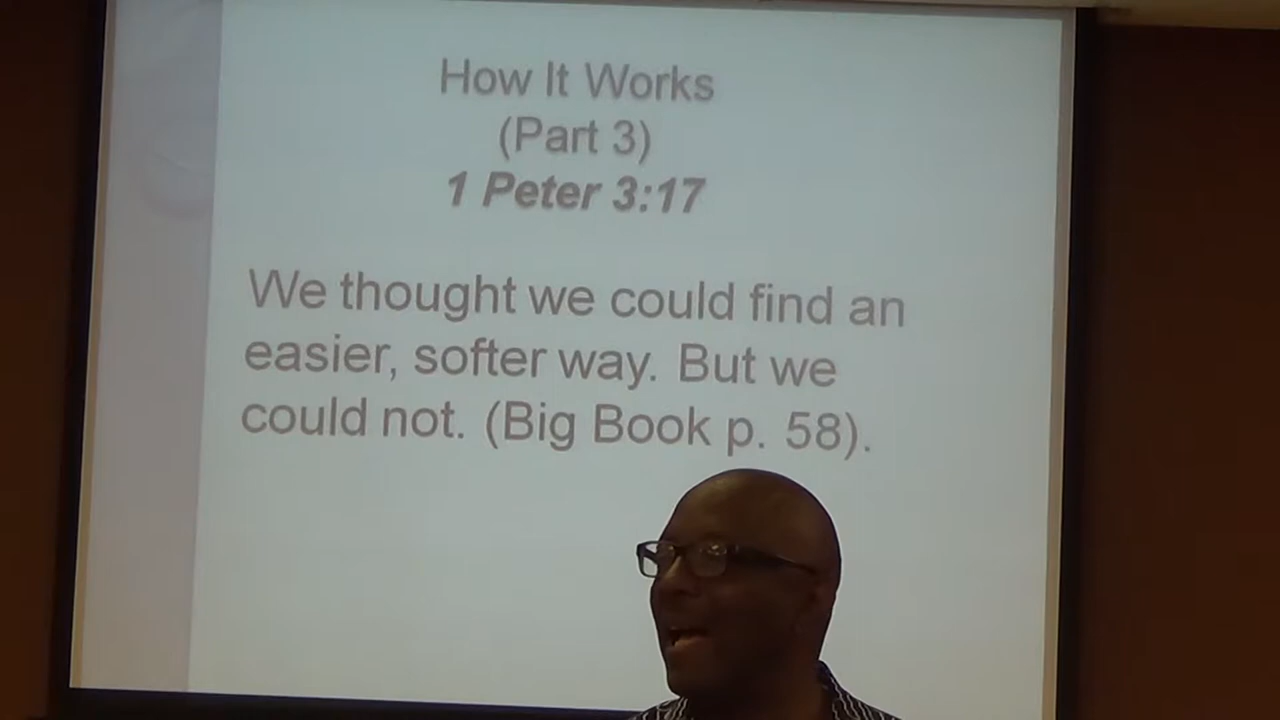 How It Works
(Part 3)
1 Peter 3:17
We thought we could find an
easier, softer way. But we
could not. (Big Book p. 58).